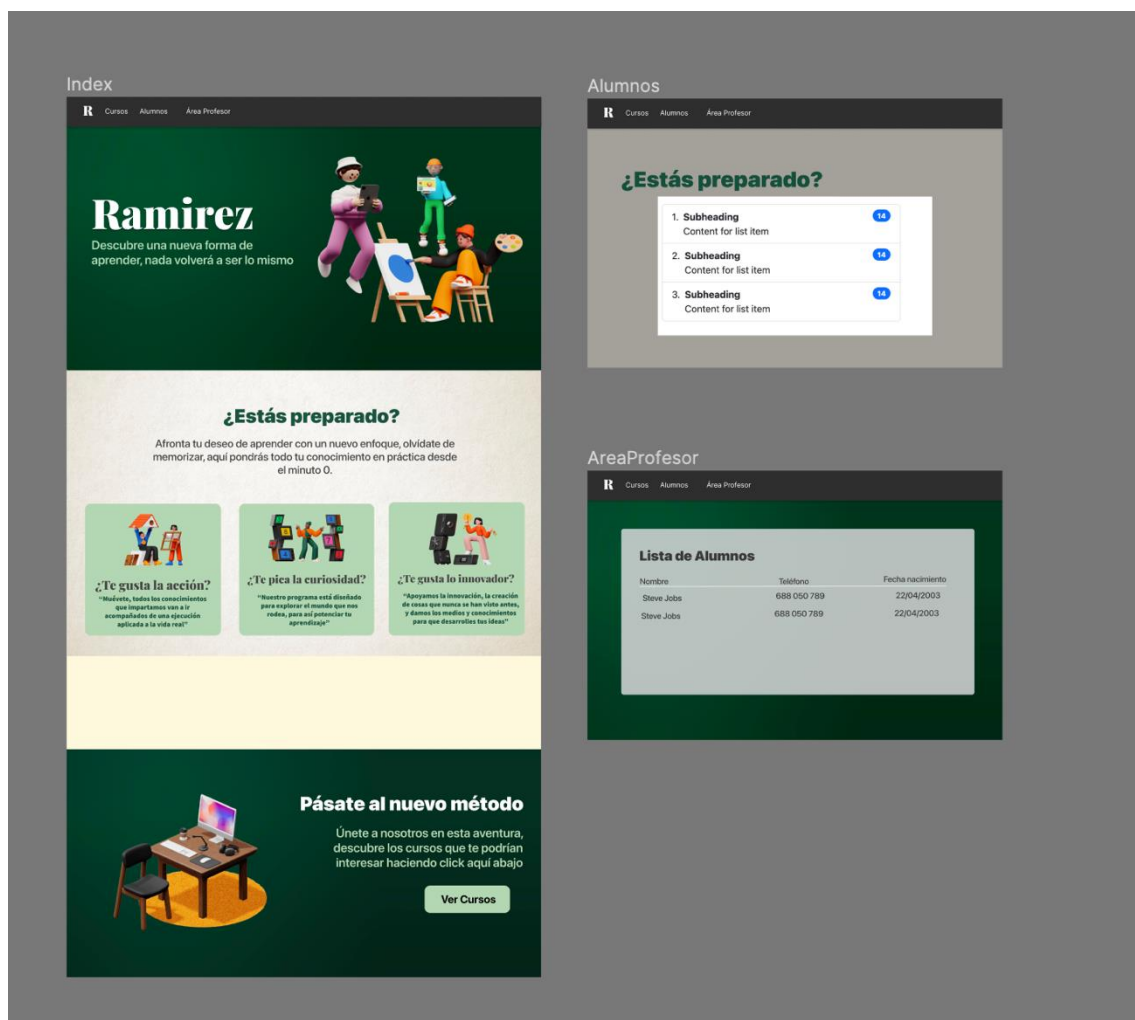 Index
R Cursos Alumnos Área Profesor
Ramirez
Descubre una nueva forma de
aprender, nada volverá a ser lo mismo
¿Estás preparado?
Afronta tu deseo de aprender con un nuevo enfoque, olvídate de
memorizar, aquí pondrás todo tu conocimiento en práctica desde
el minuto 0.
¿Te gusta la acción?
"Muévete, todos los conocimientos
que impartamos van a ir
acompañados de una ejecución
aplicada a la vida real"
¿Te pica la curiosidad?
"Nuestro programa está diseñado
para explorar el mundo que nos
rodea, para así potenciar tu
aprendizaje"
¿Te gusta lo innovador?
"Apoyamos la innovación, la creación
de cosas que nunca se han visto antes,
y damos los medios y conocimientos
para que desarrolles tus ideas"
Pásate al nuevo método
Únete a nosotros en esta aventura,
descubre los cursos que te podrían
interesar haciendo click aquí abajo
Ver Cursos
Alumnos
R Cursos Alumnos Área Profesor
¿Estás preparado?
1. Subheading 14
Content for list item
2. Subheading 14
Content for list item
3. Subheading 14
Content for list item
AreaProfesor
R Cursos Alumnos Área Profesor
Lista de Alumnos
Nombre Teléfono Fecha nacimiento
Steve Jobs 688 050 789 22/04/2003
Steve Jobs 688 050 789 22/04/2003